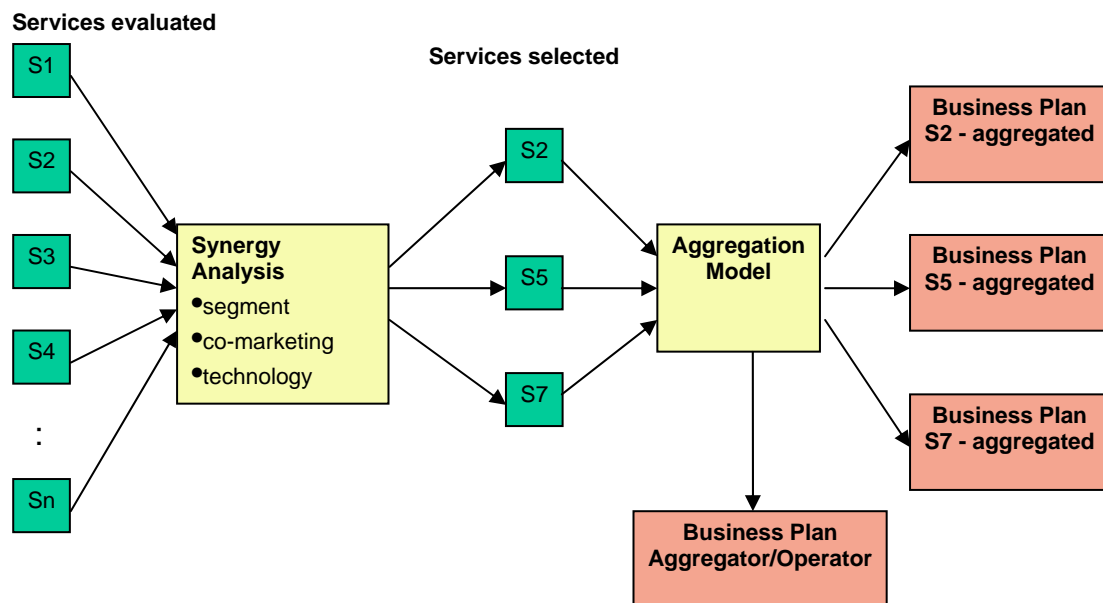 Services evaluated
Services selected
S1
S2
S3
S4
:
Sn
Synergy
Analysis
•segment
•co-marketing
•technology
S2
S5
S7
Aggregation
Model
Business Plan
S2 - aggregated
Business Plan
S5 - aggregated
Business Plan
S7 - aggregated
Business Plan
Aggregator/Operator